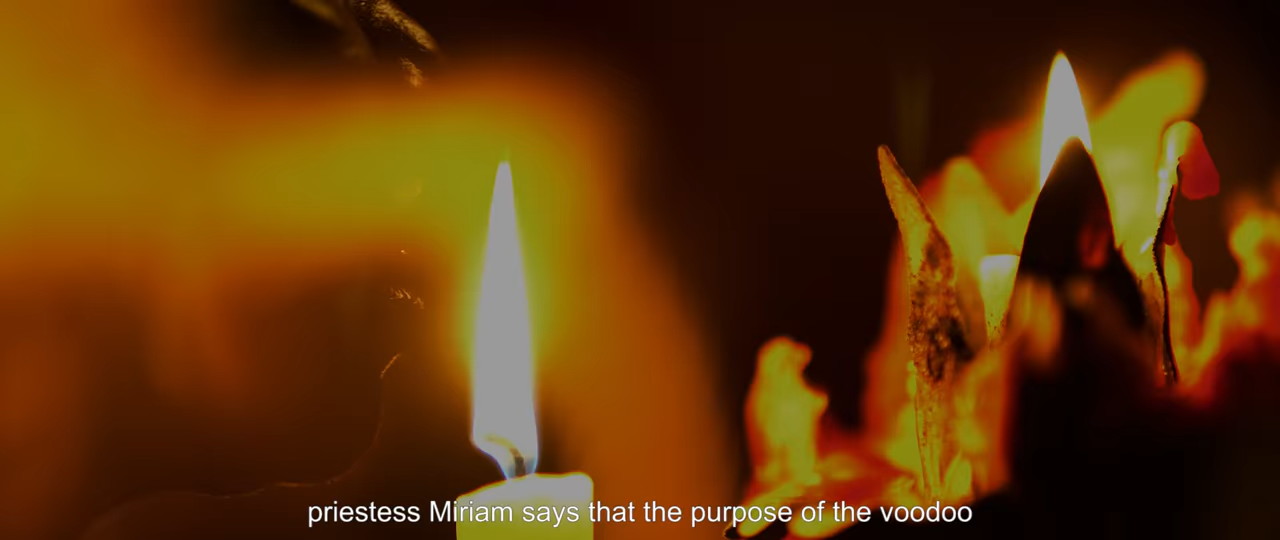 priestess Miriam says that the purpose of the voodoo